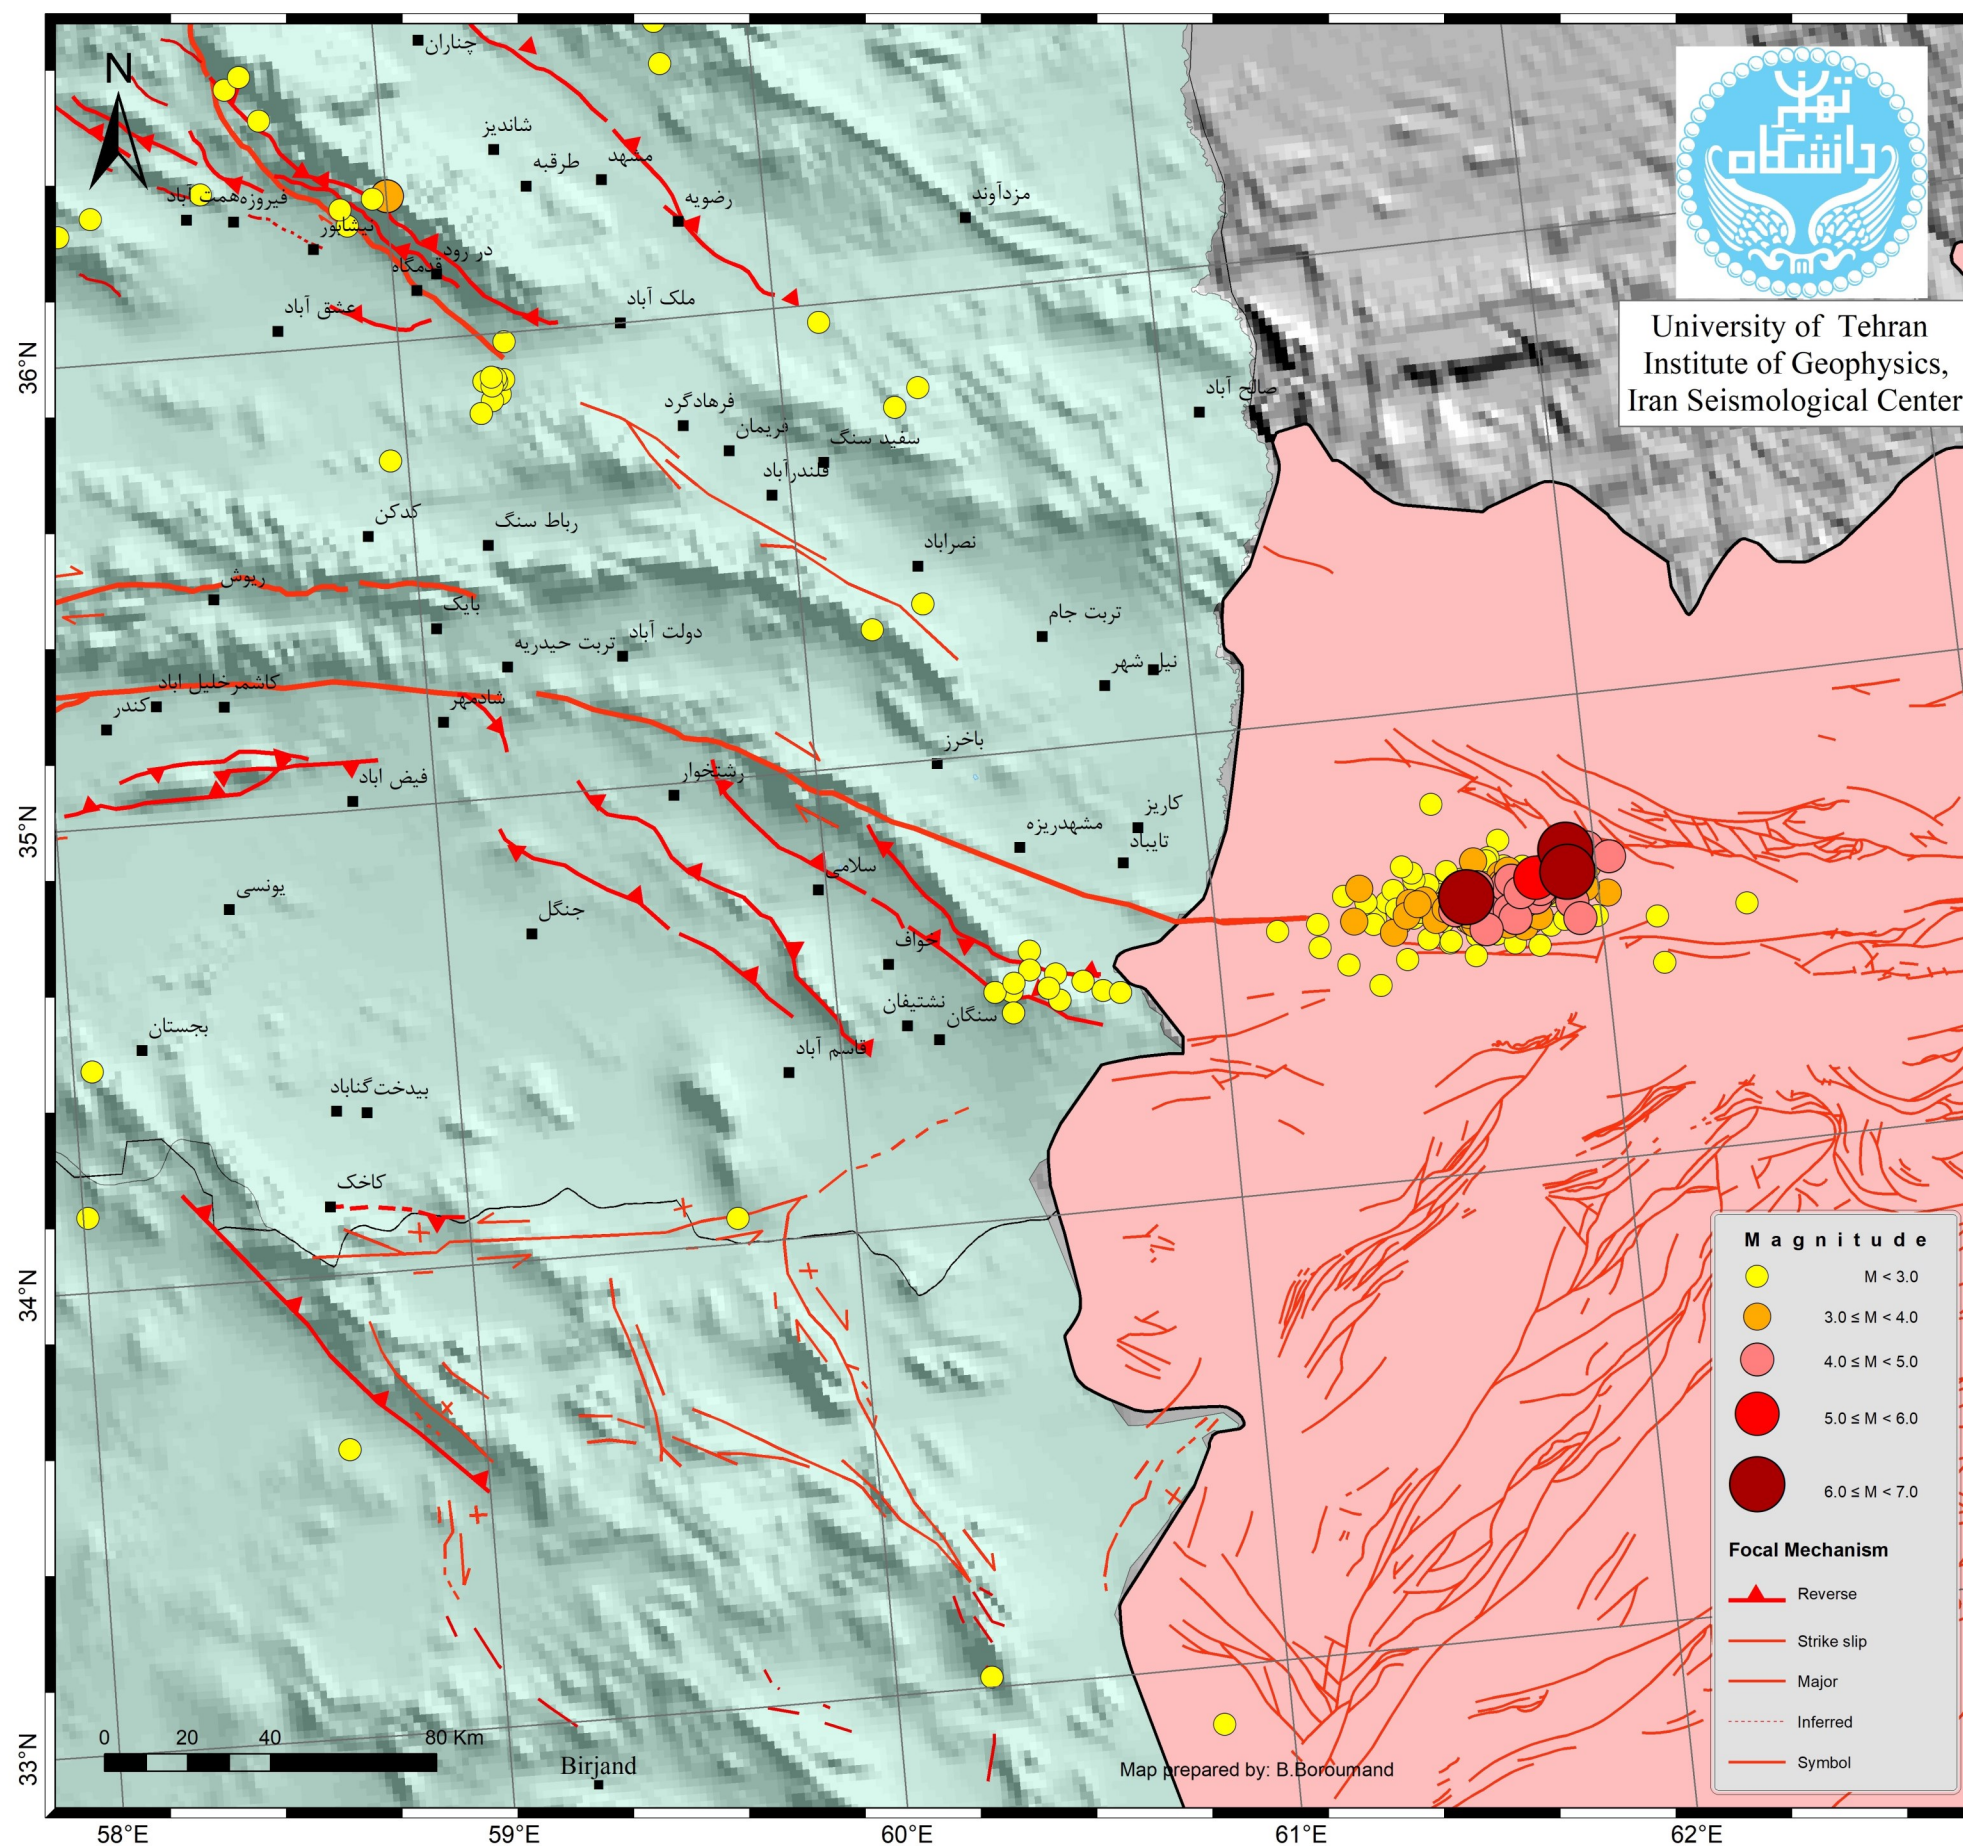 N
چناران
شاندیز
طرقبه
مشهد
رضویه
مزدآوند
همت آباد
فیروزه
نیشابور
در رود
قدمگاه
عشق آباد
ملک آباد
دانشگاه
تهران
University of Tehran
Institute of Geophysics,
Iran Seismological Center
36°N
صالح آباد
فرهادگرد
فریمان
سفید سنگ
قلندرآباد
کدکن
رباط سنگ
نصراباد
ریوش
بایک
تربت حیدریه
دولت آباد
تربت جام
نیل شهر
کاشمر
خلیل اباد
کندر
شادمهر
باخرز
رشتخوار
فیض اباد
کاریز
مشهدریزه
تایباد
35°N
سلامی
یونسی
جنگل
خواف
نشتیفان
سنگان
قاسم آباد
بجستان
بیدخت
گناباد
کاخک
34°N
Magnitude
M < 3.0
3.0 ≤ M < 4.0
4.0 ≤ M < 5.0
5.0 ≤ M < 6.0
6.0 ≤ M < 7.0
Focal Mechanism
Reverse
Strike slip
Major
Inferred
Symbol
33°N
0 20 40 80 Km
Birjand
Map prepared by: B.Boroumand
58°E 59°E 60°E 61°E 62°E